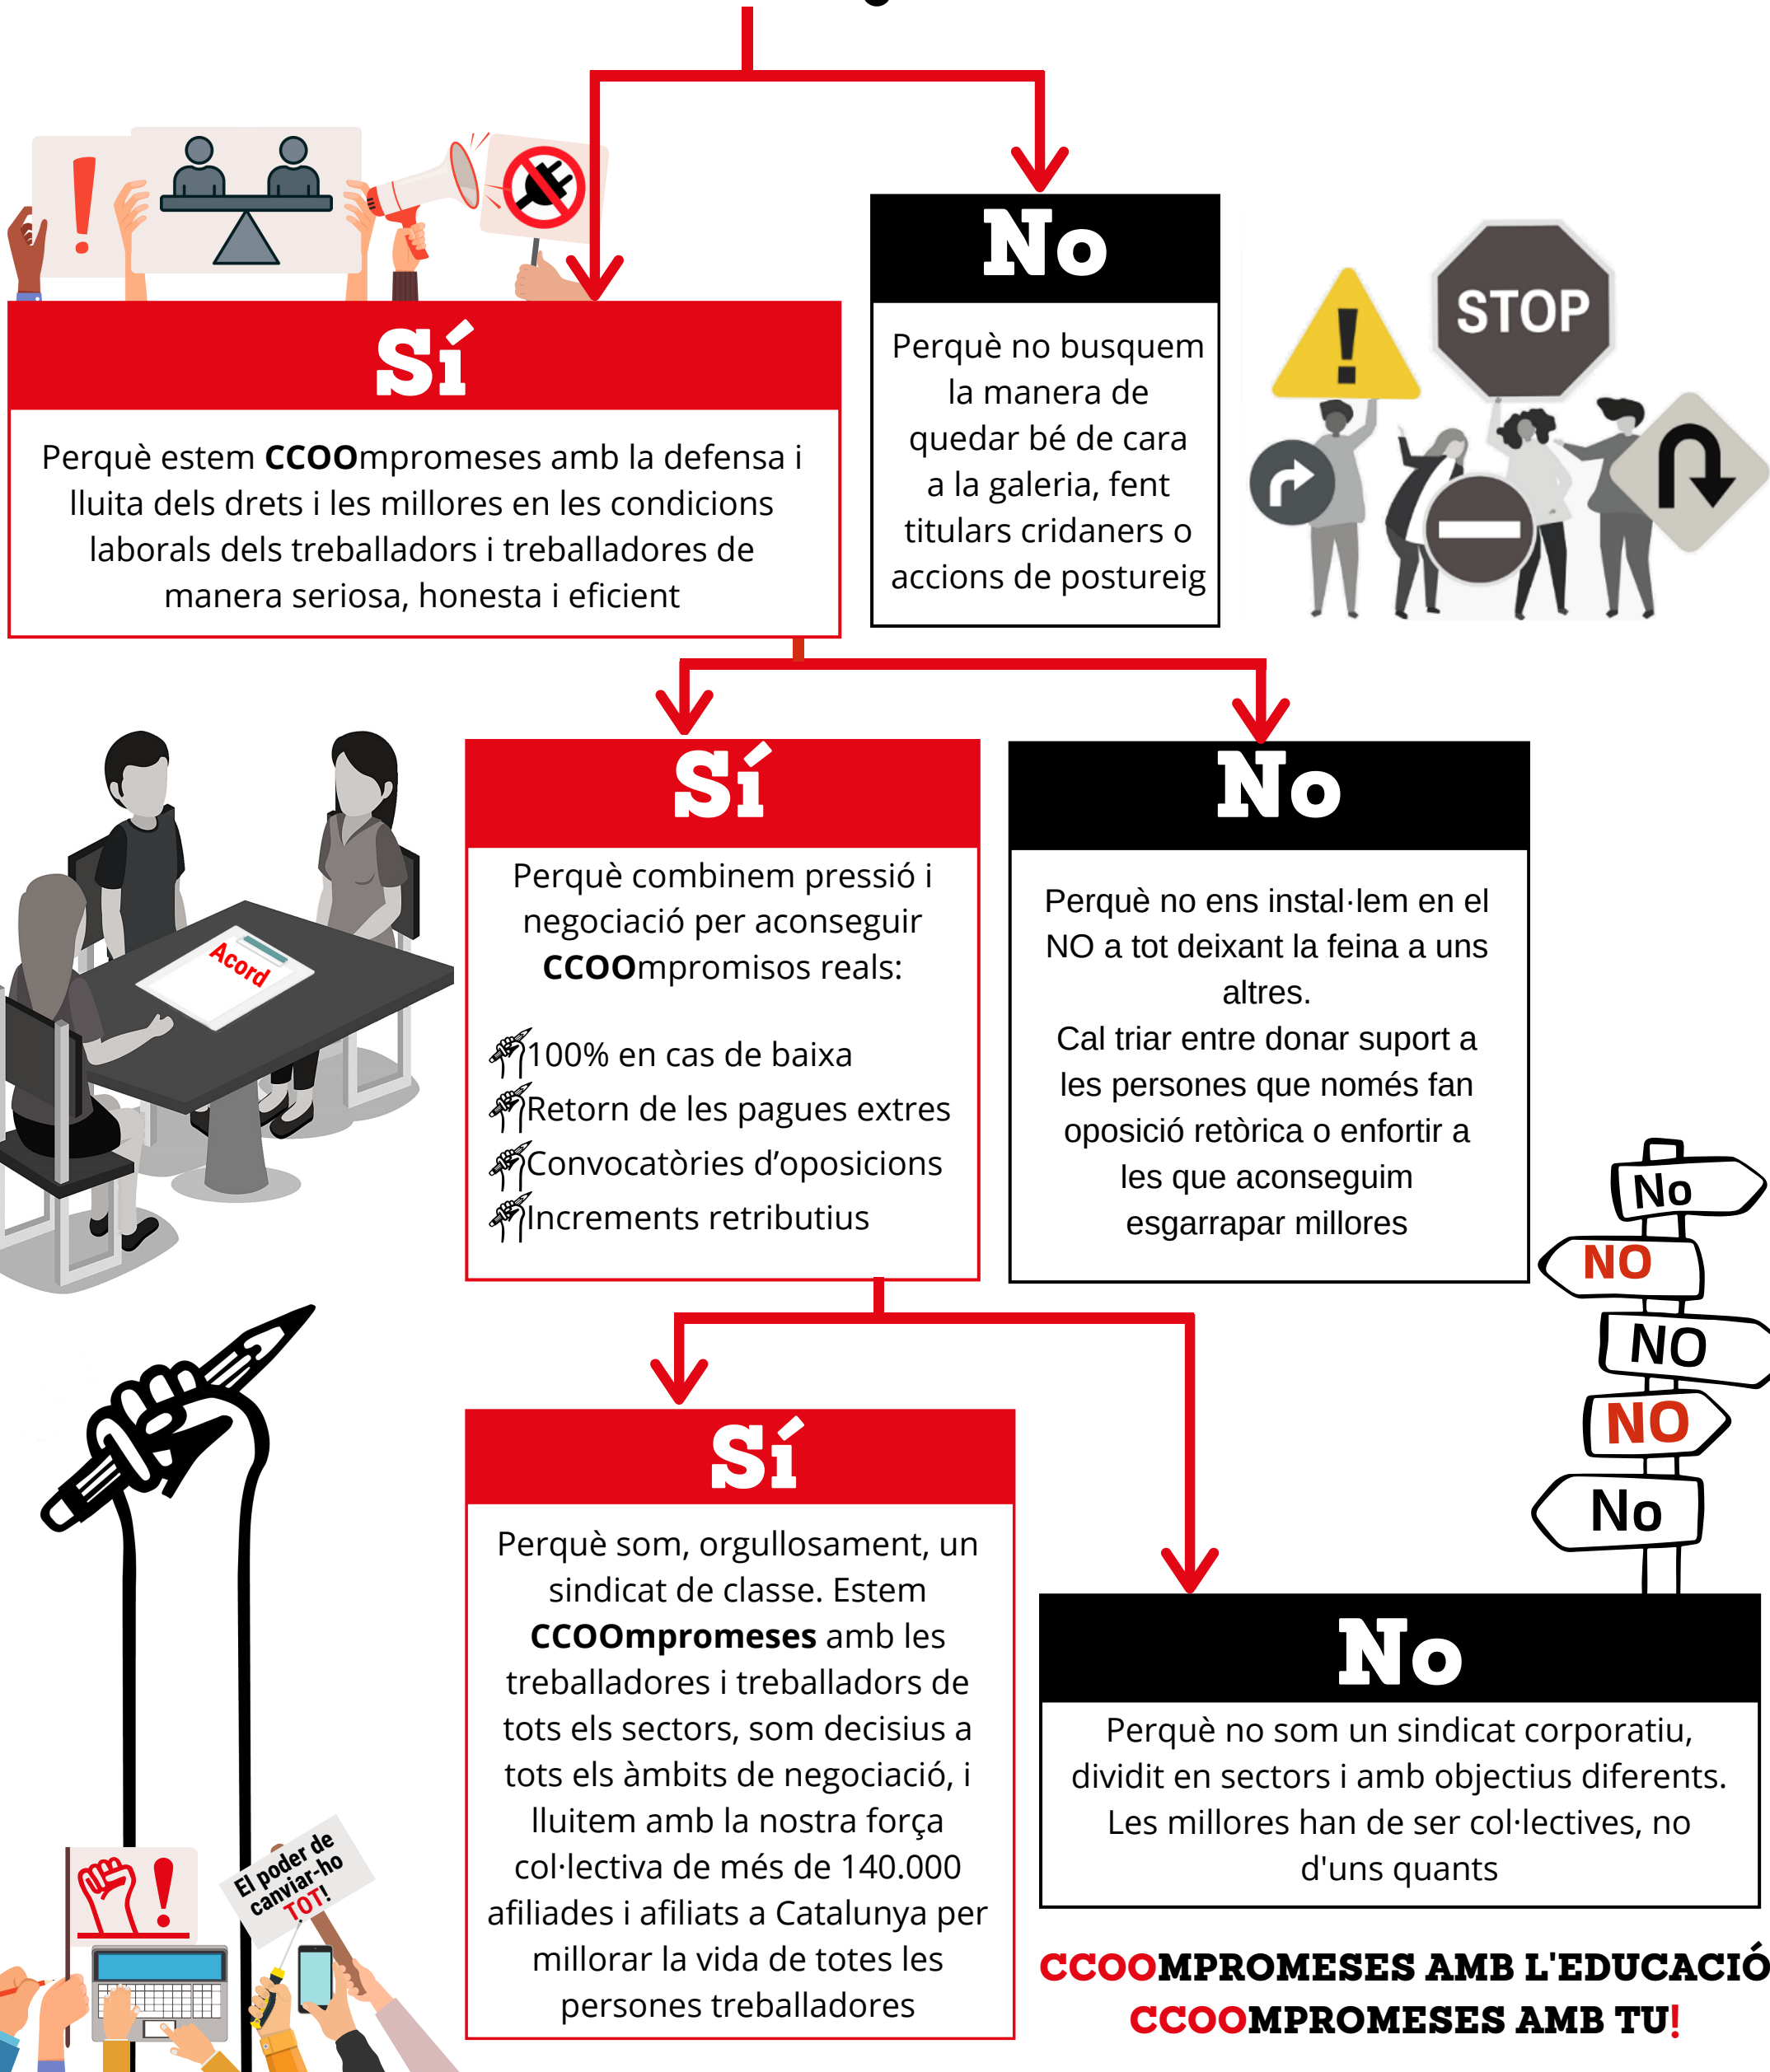 No
STOP
Perquè no busquem
la manera de
quedar bé de cara
a la galeria, fent
titulars cridaners o
accions de postureig
Sí
Perquè estem CCOOmpromeses amb la defensa i
lluita dels drets i les millores en les condicions
laborals dels treballadors i treballadores de
manera seriosa, honesta i eficient
Acord
Sí
Perquè combinem pressió i
negociació per aconseguir
CCOOmpromisos reals:
100% en cas de baixa
Retorn de les pagues extres
Convocatòries d’oposicions
Increments retributius
No
Perquè no ens instal·lem en el
NO a tot deixant la feina a uns
altres.
Cal triar entre donar suport a
les persones que només fan
oposició retòrica o enfortir a
les que aconseguim
esgarrapar millores
No
NO
NO
NO
No
Sí
Perquè som, orgullosament, un
sindicat de classe. Estem
CCOOmpromeses amb les
treballadores i treballadors de
tots els sectors, som decisius a
tots els àmbits de negociació, i
lluitem amb la nostra força
col·lectiva de més de 140.000
afiliades i afiliats a Catalunya per
millorar la vida de totes les
persones treballadores
No
Perquè no som un sindicat corporatiu,
dividit en sectors i amb objectius diferents.
Les millores han de ser col·lectives, no
d'uns quants
El poder de
canviar-ho
TOT!
CCOOMPROMESES AMB L'EDUCACIÓ
CCOOMPROMESES AMB TU!